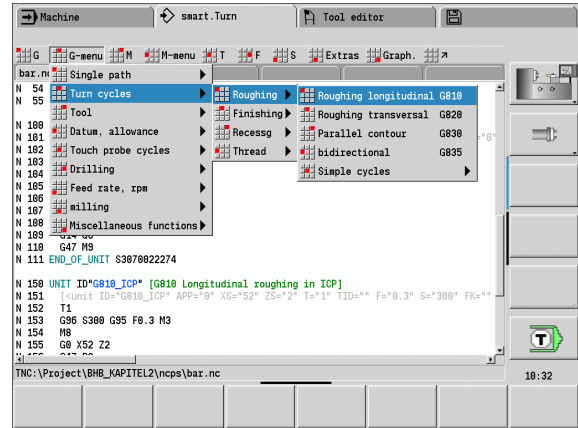 Machine smart.Turn Tool editor
G G-menu M M-menu T F S Extras Graph.
bar.nc
Single path
Turn cycles
Tool
Datum, allowance
Touch probe cycles
Drilling
Feed rate, rpm
milling
Miscellaneous functions
Roughing
Finishing
Recessg
Thread
Roughing longitudinal G810
Roughing transversal G820
Parallel contour G830
bidirectional G835
Simple cycles
N 54
N 55
N 100
N 101 ="0"
N 102
N 103
N 104
N 105
N 106
N 107
N 108
N 109 G14 Q0
N 110 G47 M9
N 111 END_OF_UNIT S3070022274
N 150 UNIT ID"G810_ICP" [G810 Longitudinal roughing in ICP]
N 151 [<unit ID="G810_ICP" APP="0" XS="52" ZS="2" T="1" TID="" F="0.3" S="300" FK=""
N 152 T1
N 153 G96 S300 G95 F0.3 M3
N 154 M8
N 155 G0 X52 Z2
TNC:\Project\BHB_KAPITEL2\ncps\bar.nc
T
10:32